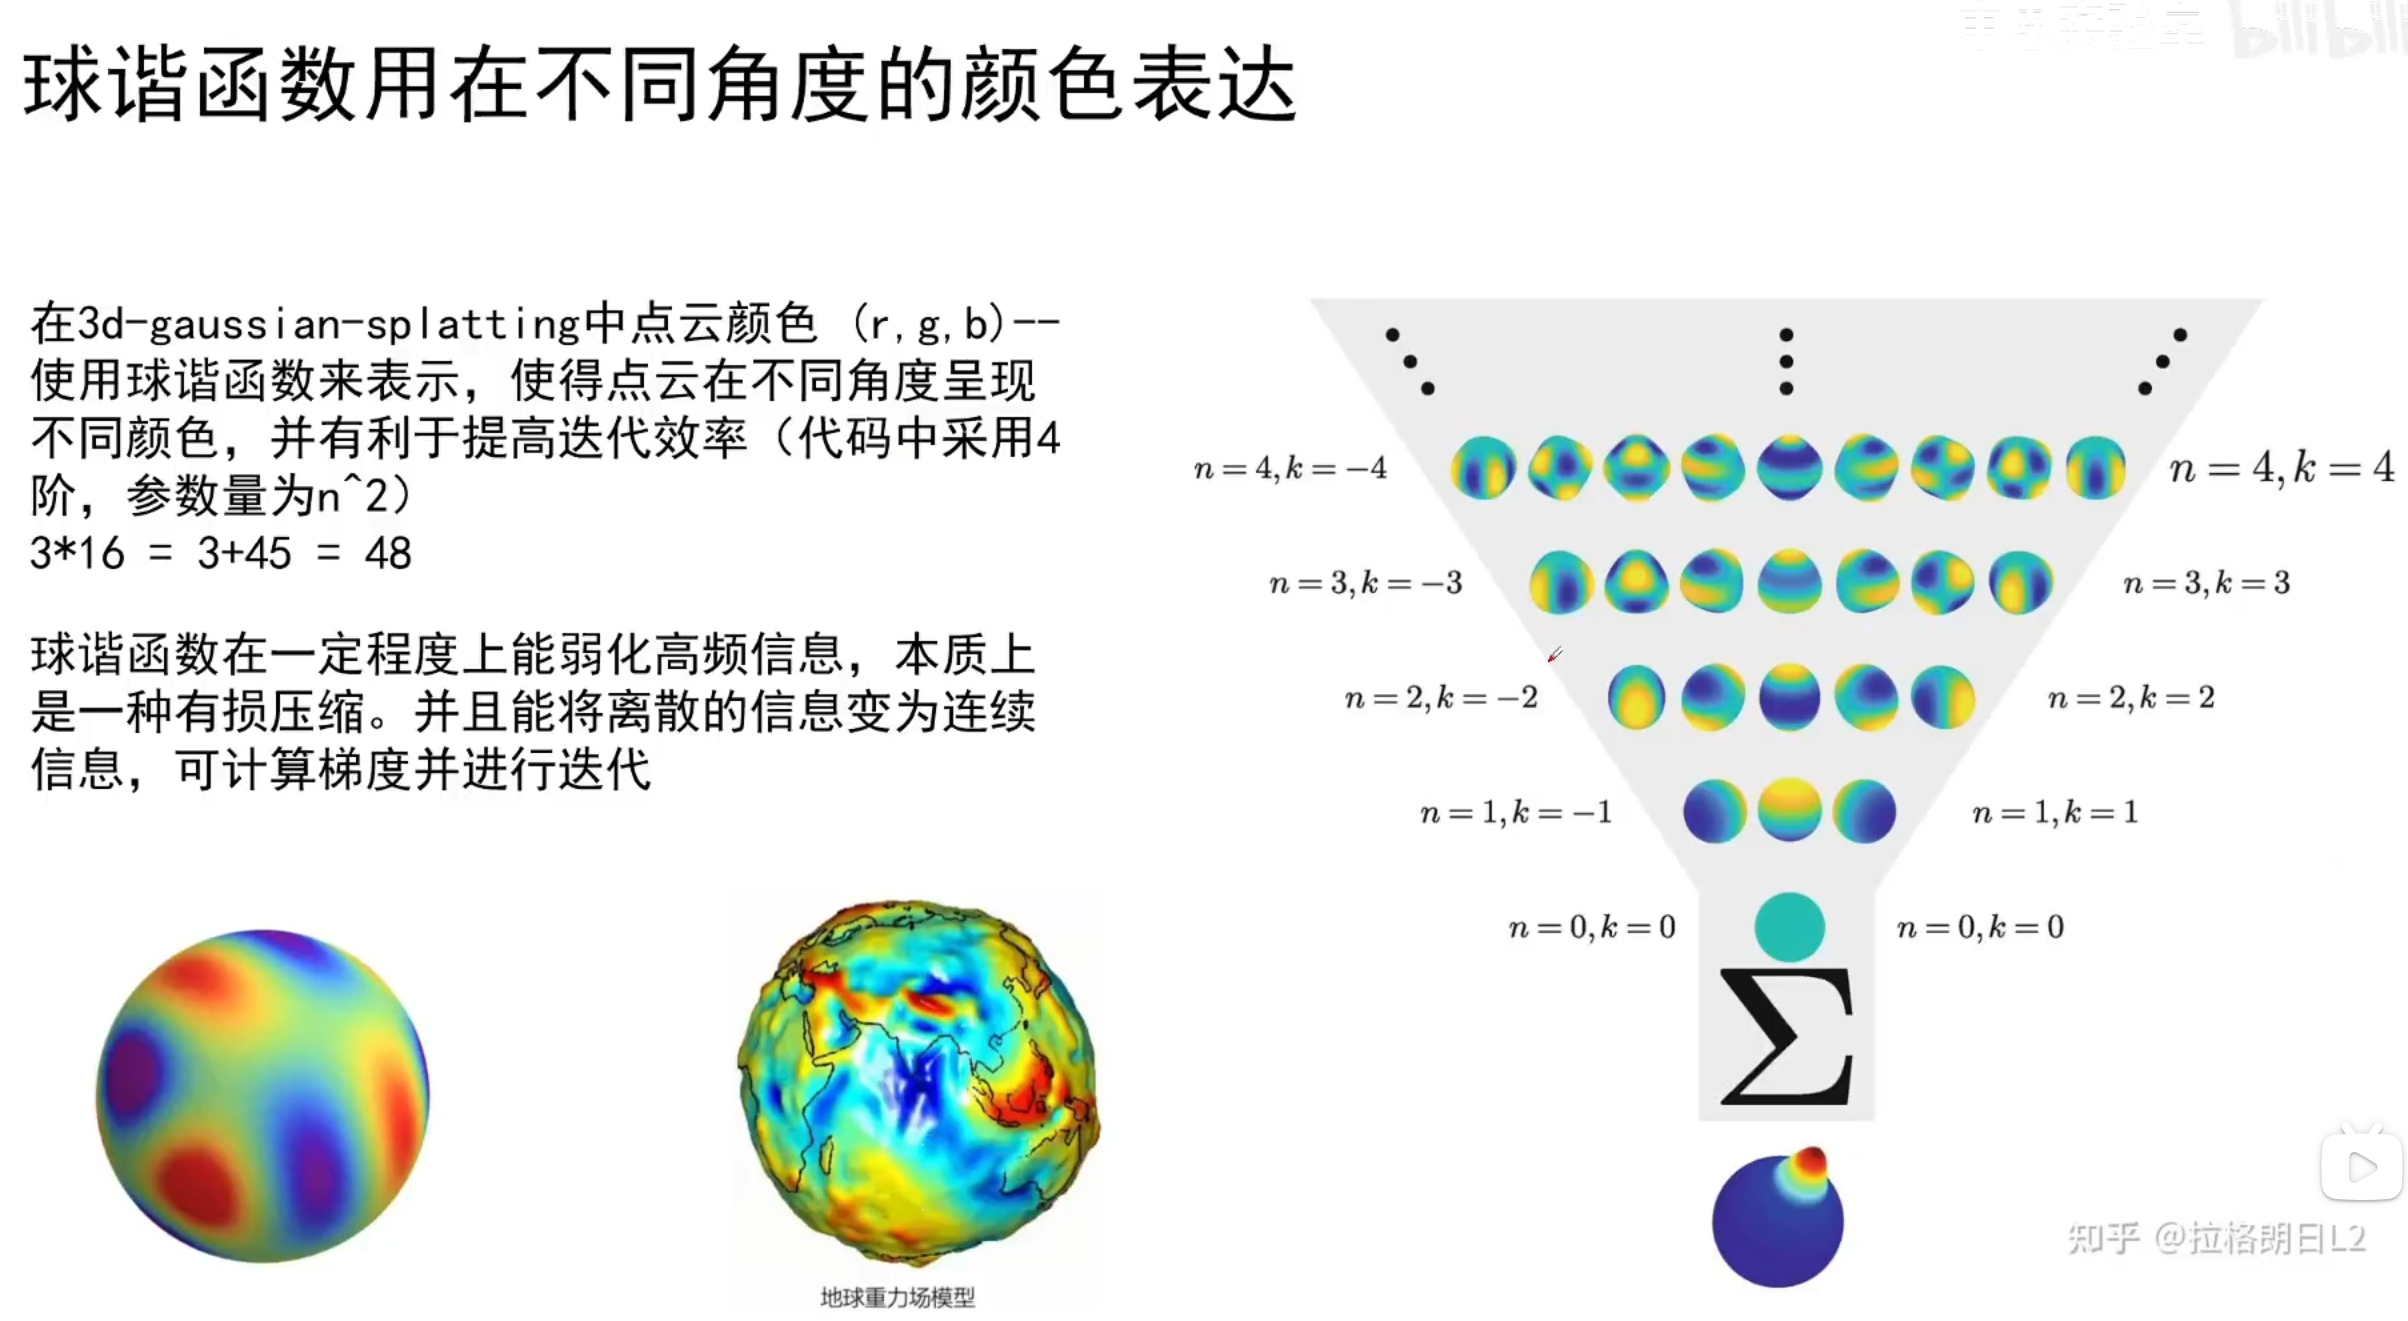 球谐函数用在不同角度的颜色表达
在3d-gaussian-splatting中点云颜色 (r,g,b)--
使用球谐函数来表示，使得点云在不同角度呈现
不同颜色，并有利于提高迭代效率（代码中采用4
阶，参数量为n^2）
3*16 = 3+45 = 48
球谐函数在一定程度上能弱化高频信息，本质上
是一种有损压缩。并且能将离散的信息变为连续
信息，可计算梯度并进行迭代
地球重力场模型
n = 4, k = −4
n = 4, k = 4
n = 3, k = −3
n = 3, k = 3
n = 2, k = −2
n = 2, k = 2
n = 1, k = −1
n = 1, k = 1
n = 0, k = 0
n = 0, k = 0
Σ
知乎 @拉格朗日L2